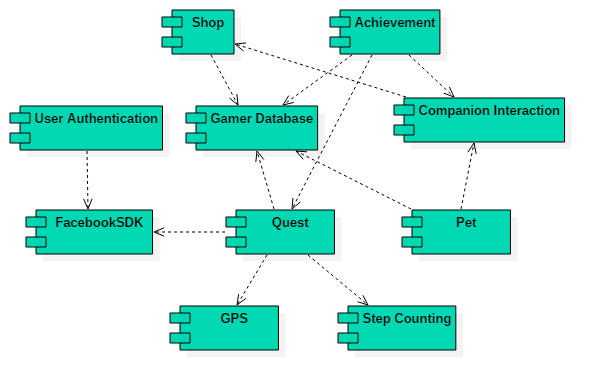 Shop
Achievement
User Authentication
Gamer Database
Companion Interaction
FacebookSDK
Quest
Pet
GPS
Step Counting